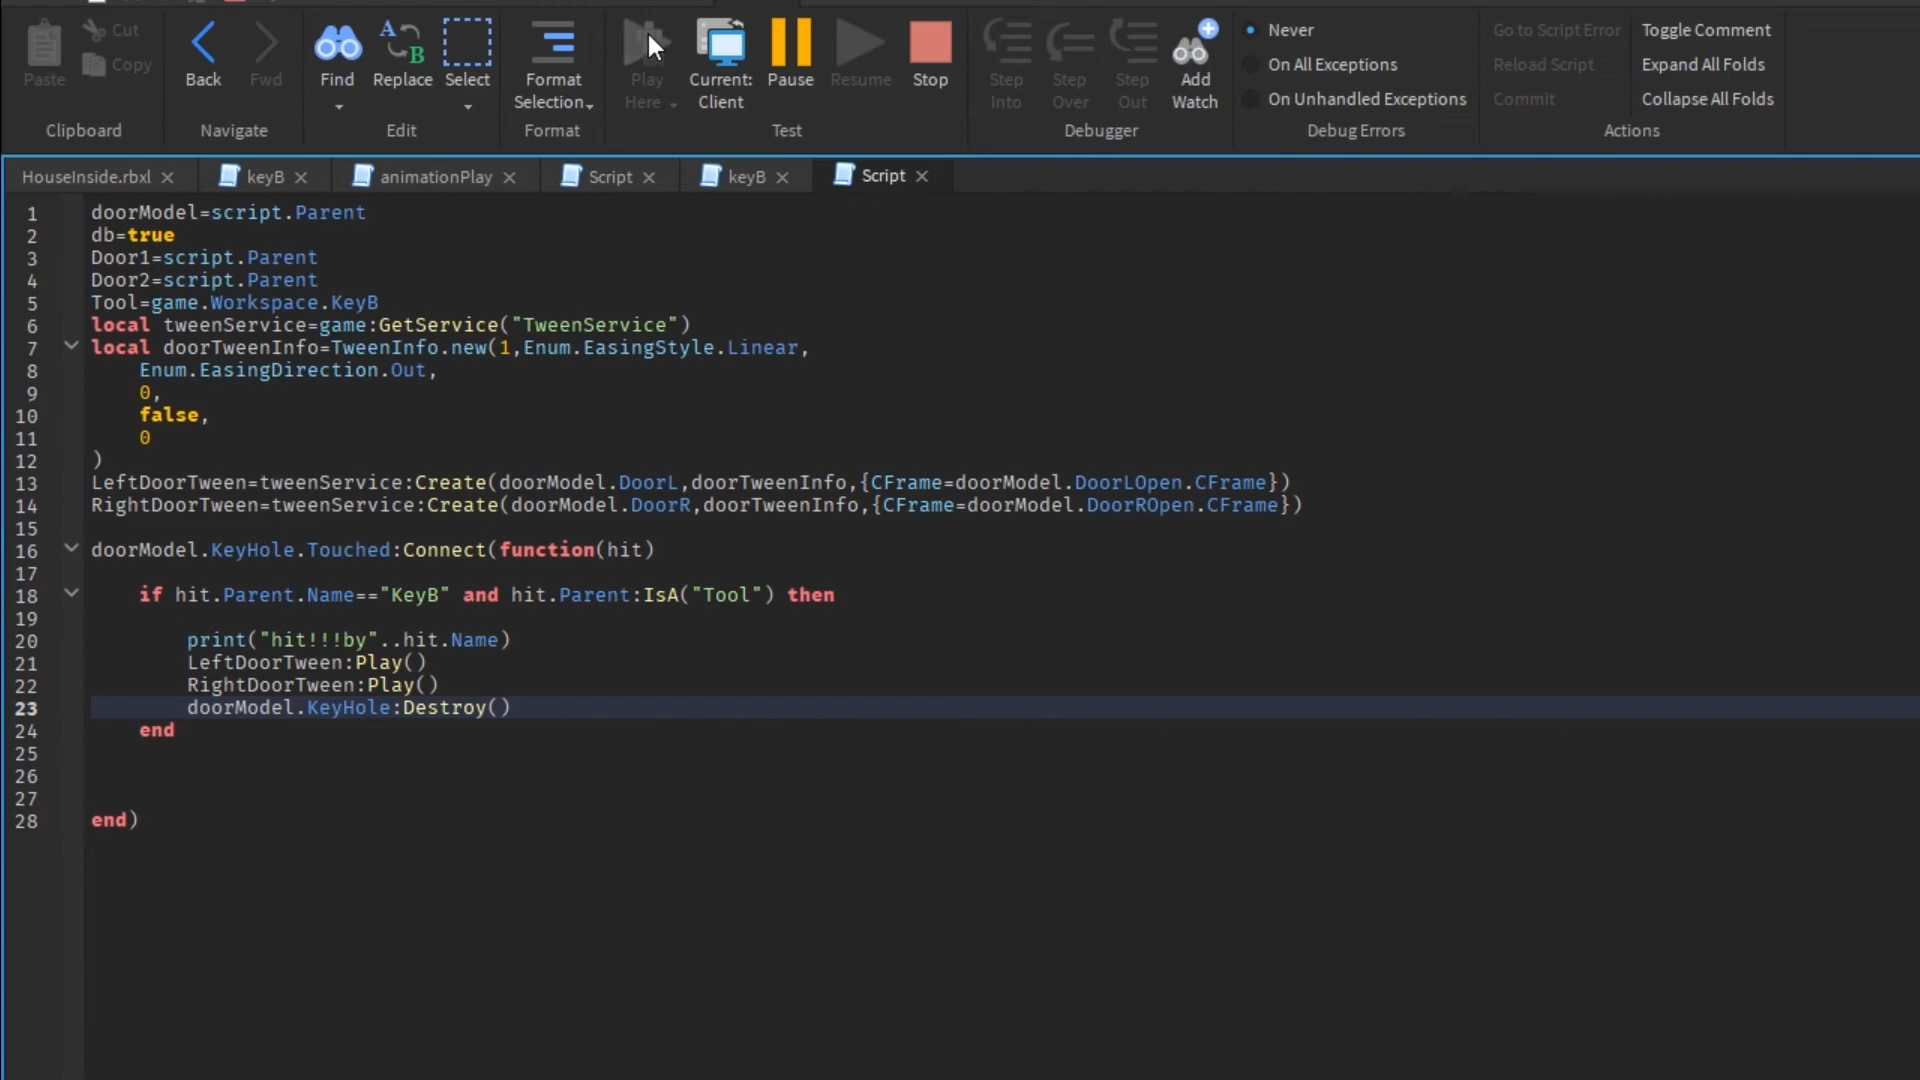 Paste
Cut
Copy
Clipboard
Back
Fwd
Navigate
Find
A
B
Replace
Select
Edit
Format
Selection
Format
Play
Here
Current:
Client
Pause
Resume
Stop
Test
Step
Into
Step
Over
Step
Out
Add
Watch
Debugger
Never
On All Exceptions
On Unhandled Exceptions
Debug Errors
Go to Script Error
Reload Script
Commit
Toggle Comment
Expand All Folds
Collapse All Folds
Actions
HouseInside.rbxl × keyB × animationPlay × Script × keyB × Script ×
1 doorModel=script.Parent
2 db=true
3 Door1=script.Parent
4 Door2=script.Parent
5 Tool=game.Workspace.KeyB
6 local tweenService=game:GetService("TweenService")
7 local doorTweenInfo=TweenInfo.new(1,Enum.EasingStyle.Linear,
8 Enum.EasingDirection.Out,
9 0,
10 false,
11 0
12 )
13 LeftDoorTween=tweenService:Create(doorModel.DoorL,doorTweenInfo,{CFrame=doorModel.DoorLOpen.CFrame})
14 RightDoorTween=tweenService:Create(doorModel.DoorR,doorTweenInfo,{CFrame=doorModel.DoorROpen.CFrame})
15
16 doorModel.KeyHole.Touched:Connect(function(hit)
17
18 if hit.Parent.Name=="KeyB" and hit.Parent:IsA("Tool") then
19
20 print("hit!!!by"..hit.Name)
21 LeftDoorTween:Play()
22 RightDoorTween:Play()
23 doorModel.KeyHole:Destroy()
24 end
25
26
27
28 end)